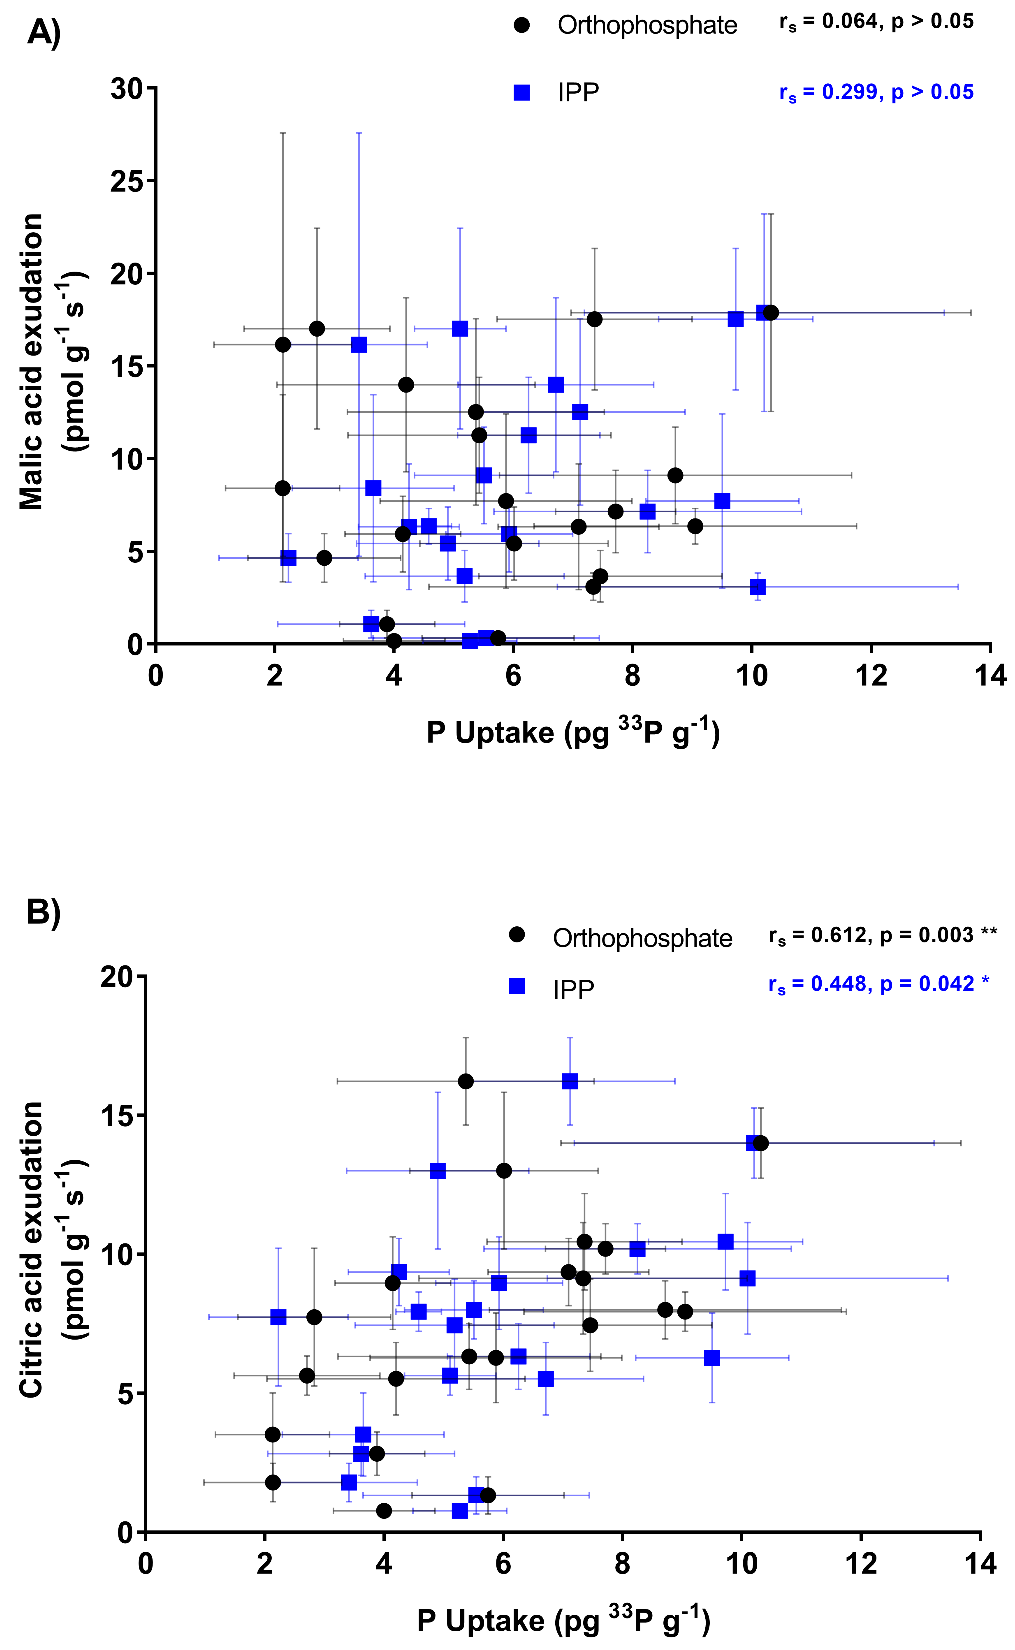 A)
Orthophosphate
rs = 0.064, p > 0.05
IPP
rs = 0.299, p > 0.05
30
25
20
15
10
5
0
Malic acid exudation
(pmol g-1 s-1)
0 2 4 6 8 10 12 14
P Uptake (pg 33P g-1)
B)
Orthophosphate
rs = 0.612, p = 0.003 **
IPP
rs = 0.448, p = 0.042 *
20
15
10
5
0
Citric acid exudation
(pmol g-1 s-1)
0 2 4 6 8 10 12 14
P Uptake (pg 33P g-1)